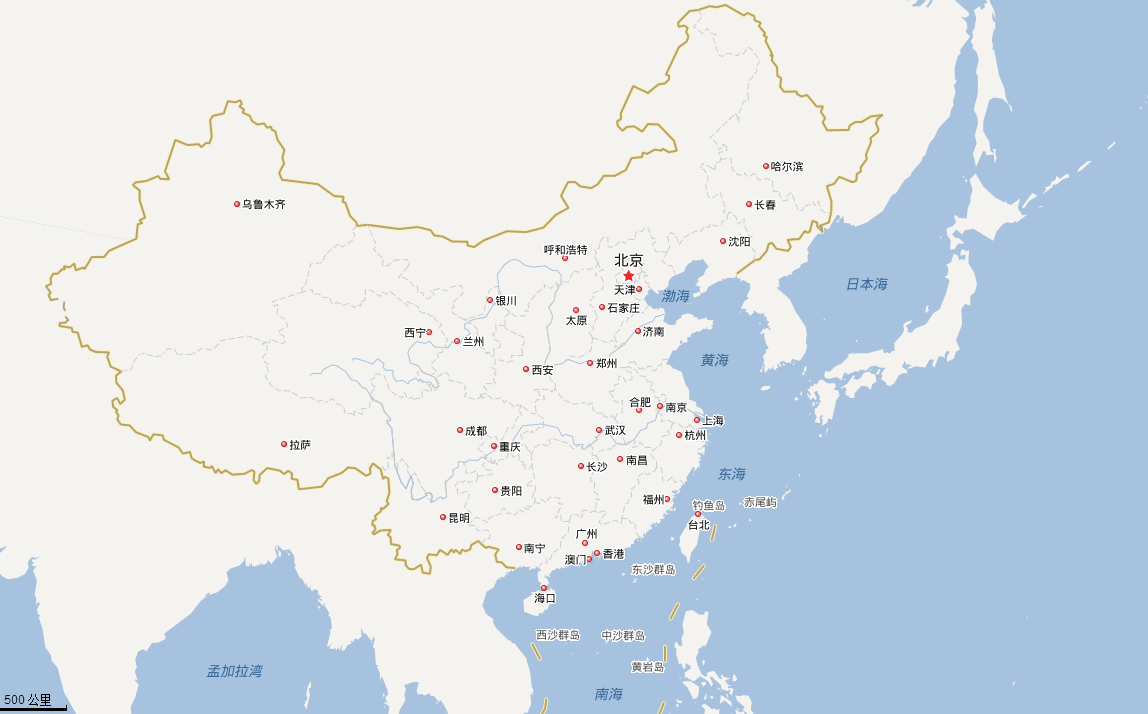 哈尔滨
乌鲁木齐
长春
沈阳
呼和浩特
北京
日本海
天津
渤海
银川
石家庄
太原
西宁
济南
兰州
黄海
郑州
西安
合肥
南京
上海
成都
武汉
杭州
拉萨
重庆
南昌
长沙
东海
贵阳
福州
钓鱼岛
赤尾屿
昆明
台北
广州
南宁
香港
澳门
东沙群岛
海口
西沙群岛
中沙群岛
黄岩岛
孟加拉湾
南海
500 公里